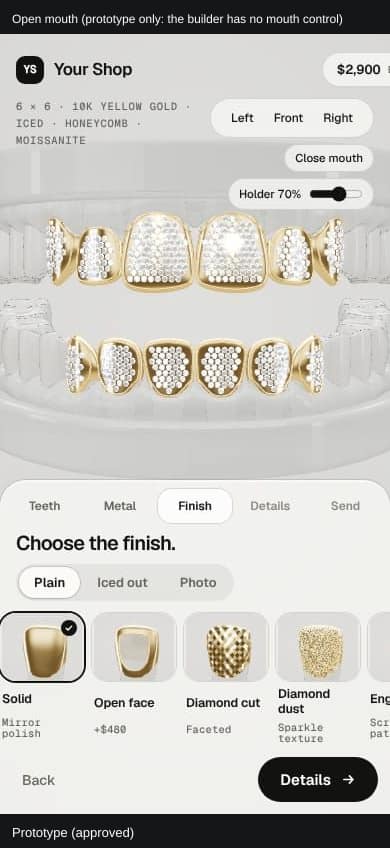 Open mouth (prototype only: the builder has no mouth control)
YS Your Shop
$2,900
6 × 6 · 10K YELLOW GOLD ·
ICED · HONEYCOMB ·
MOISSANITE
Left Front Right
Close mouth
Holder 70%
Teeth Metal Finish Details Send
Choose the finish.
Plain Iced out Photo
Solid
Mirror
polish
Open face
+$480
Diamond cut
Faceted
Diamond
dust
Sparkle
texture
Back
Details →
Prototype (approved)